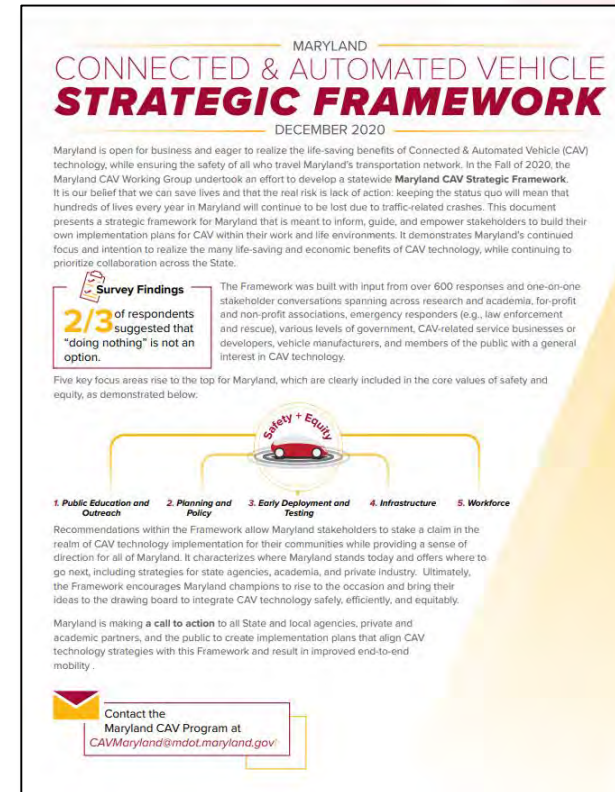 MARYLAND
CONNECTED & AUTOMATED VEHICLE
STRATEGIC FRAMEWORK
DECEMBER 2020
Maryland is open for business and eager to realize the life-saving benefits of Connected & Automated Vehicle (CAV)
technology, while ensuring the safety of all who travel Maryland's transportation network. In the Fall of 2020, the
Maryland CAV Working Group undertook an effort to develop a statewide Maryland CAV Strategic Framework.
It is our belief that we can save lives and that the real risk is lack of action: keeping the status quo will mean that
hundreds of lives every year in Maryland will continue to be lost due to traffic-related crashes. This document
presents a strategic framework for Maryland that is meant to inform, guide, and empower stakeholders to build their
own implementation plans for CAV within their work and life environments. It demonstrates Maryland's continued
focus and intention to realize the many life-saving and economic benefits of CAV technology, while continuing to
prioritize collaboration across the State.
Survey Findings
2/3 of respondents
suggested that
"doing nothing" is not an
option.
The Framework was built with input from over 600 responses and one-on-one
stakeholder conversations spanning across research and academia, for-profit
and non-profit associations, emergency responders (e.g., law enforcement
and rescue), various levels of government, CAV-related service businesses or
developers, vehicle manufacturers, and members of the public with a general
interest in CAV technology.
Five key focus areas rise to the top for Maryland, which are clearly included in the core values of safety and
equity, as demonstrated below:
Safety + Equity
1. Public Education and
Outreach
2. Planning and
Policy
3. Early Deployment and
Testing
4. Infrastructure
5. Workforce
Recommendations within the Framework allow Maryland stakeholders to stake a claim in the
realm of CAV technology implementation for their communities while providing a sense of
direction for all of Maryland. It characterizes where Maryland stands today and offers where to
go next, including strategies for state agencies, academia, and private industry. Ultimately,
the Framework encourages Maryland champions to rise to the occasion and bring their
ideas to the drawing board to integrate CAV technology safely, efficiently, and equitably.
Maryland is making a call to action to all State and local agencies, private and
academic partners, and the public to create implementation plans that align CAV
technology strategies with this Framework and result in improved end-to-end
mobility .
Contact the
Maryland CAV Program at
CAVMaryland@mdot.maryland.gov